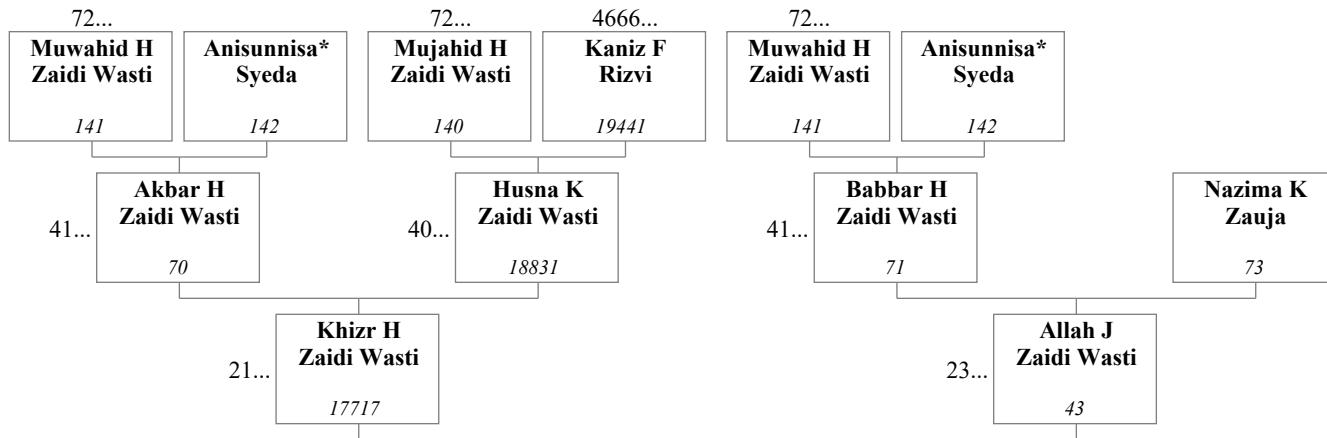 72...
72...
4666...
72...
Muwahid H
Zaidi Wasti
141
Anisunnisa*
Syeda
142
Mujahid H
Zaidi Wasti
140
Kaniz F
Rizvi
19441
Muwahid H
Zaidi Wasti
141
Anisunnisa*
Syeda
142
41...
Akbar H
Zaidi Wasti
70
40...
Husna K
Zaidi Wasti
18831
41...
Babbar H
Zaidi Wasti
71
Nazima K
Zauja
73
21...
Khizr H
Zaidi Wasti
17717
23...
Allah J
Zaidi Wasti
43